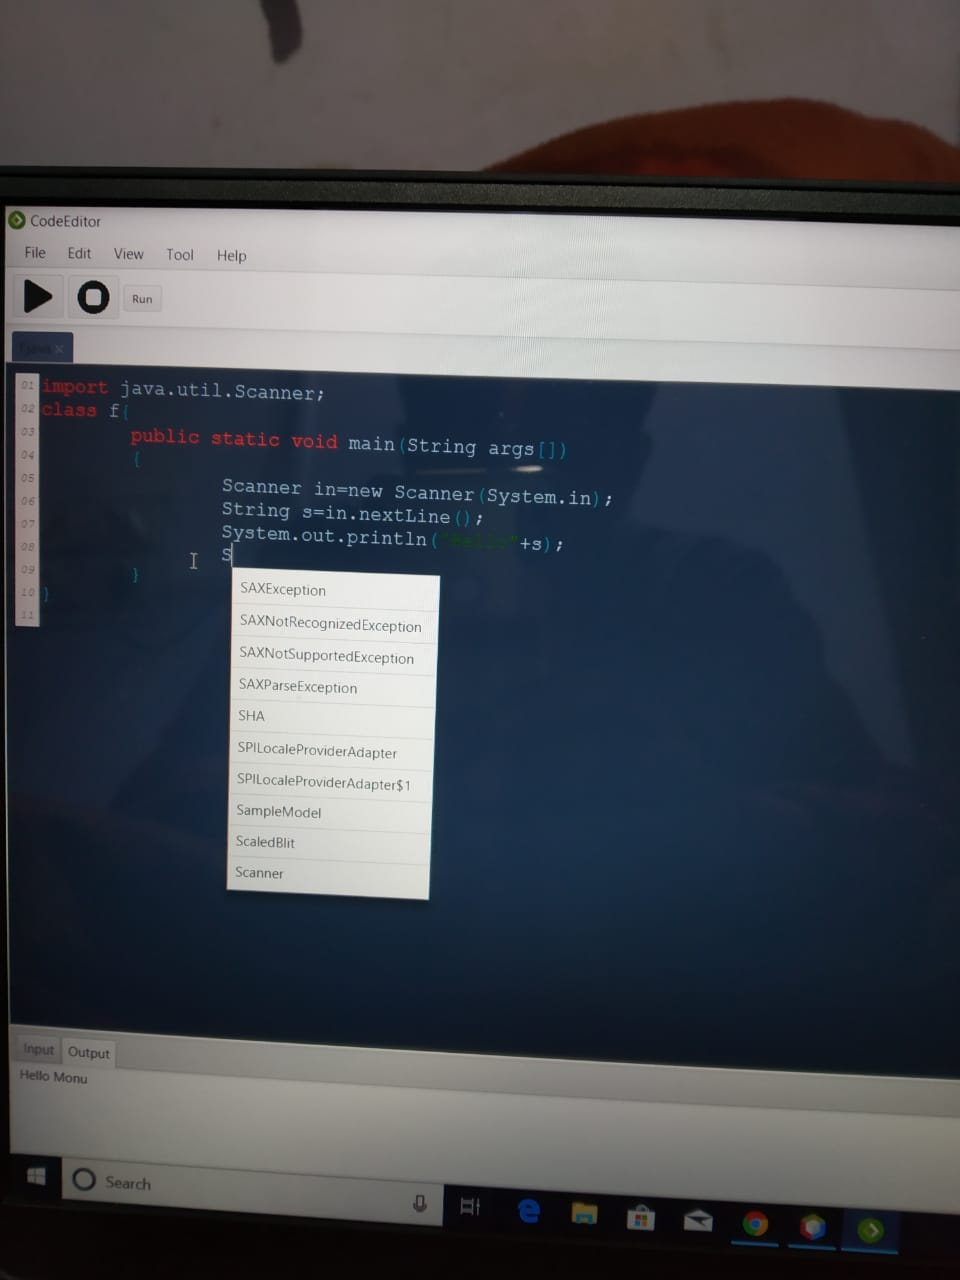 CodeEditor
File Edit View Tool Help
Run
01 import java.util.Scanner;
02 class f{
03 public static void main(String args[])
04 {
05 Scanner in=new Scanner(System.in);
06 String s=in.nextLine();
07 System.out.println("Hello "+s);
08 S
09 }
10 }
11
SAXException
SAXNotRecognizedException
SAXNotSupportedException
SAXParseException
SHA
SPILocaleProviderAdapter
SPILocaleProviderAdapter$1
SampleModel
ScaledBlit
Scanner
Input Output
Hello Monu
Search